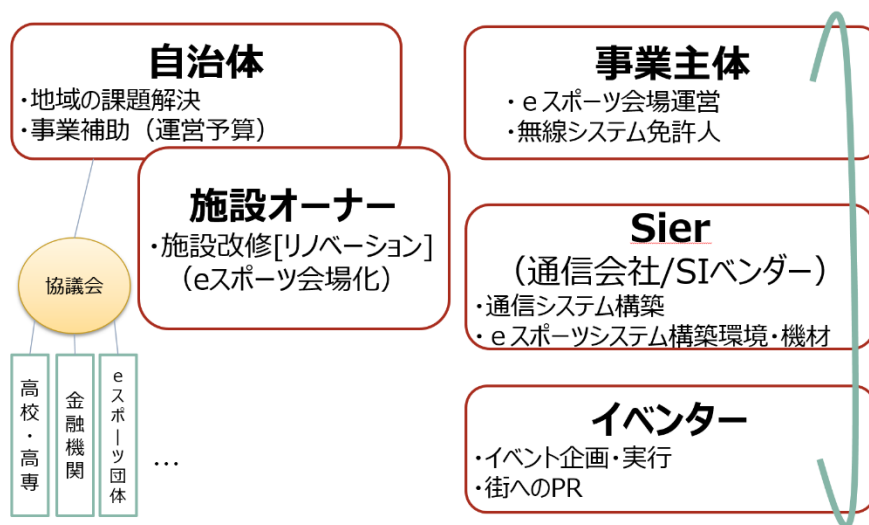 自治体
・地域の課題解決
・事業補助（運営予算）
施設オーナー
・施設改修[リノベーション]
（eスポーツ会場化）
協議会
高校・高専
金融機関
eスポーツ団体
…
事業主体
・eスポーツ会場運営
・無線システム免許人
Sier
（通信会社/SIベンダー）
・通信システム構築
・eスポーツシステム構築環境・機材
イベンター
・イベント企画・実行
・街へのPR